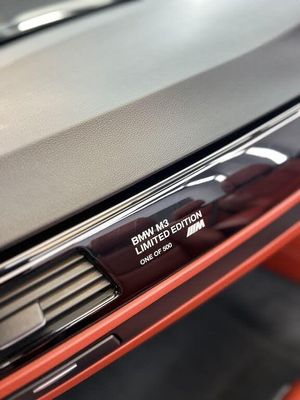 BMW M3
LIMITED EDITION
ONE OF 500
M